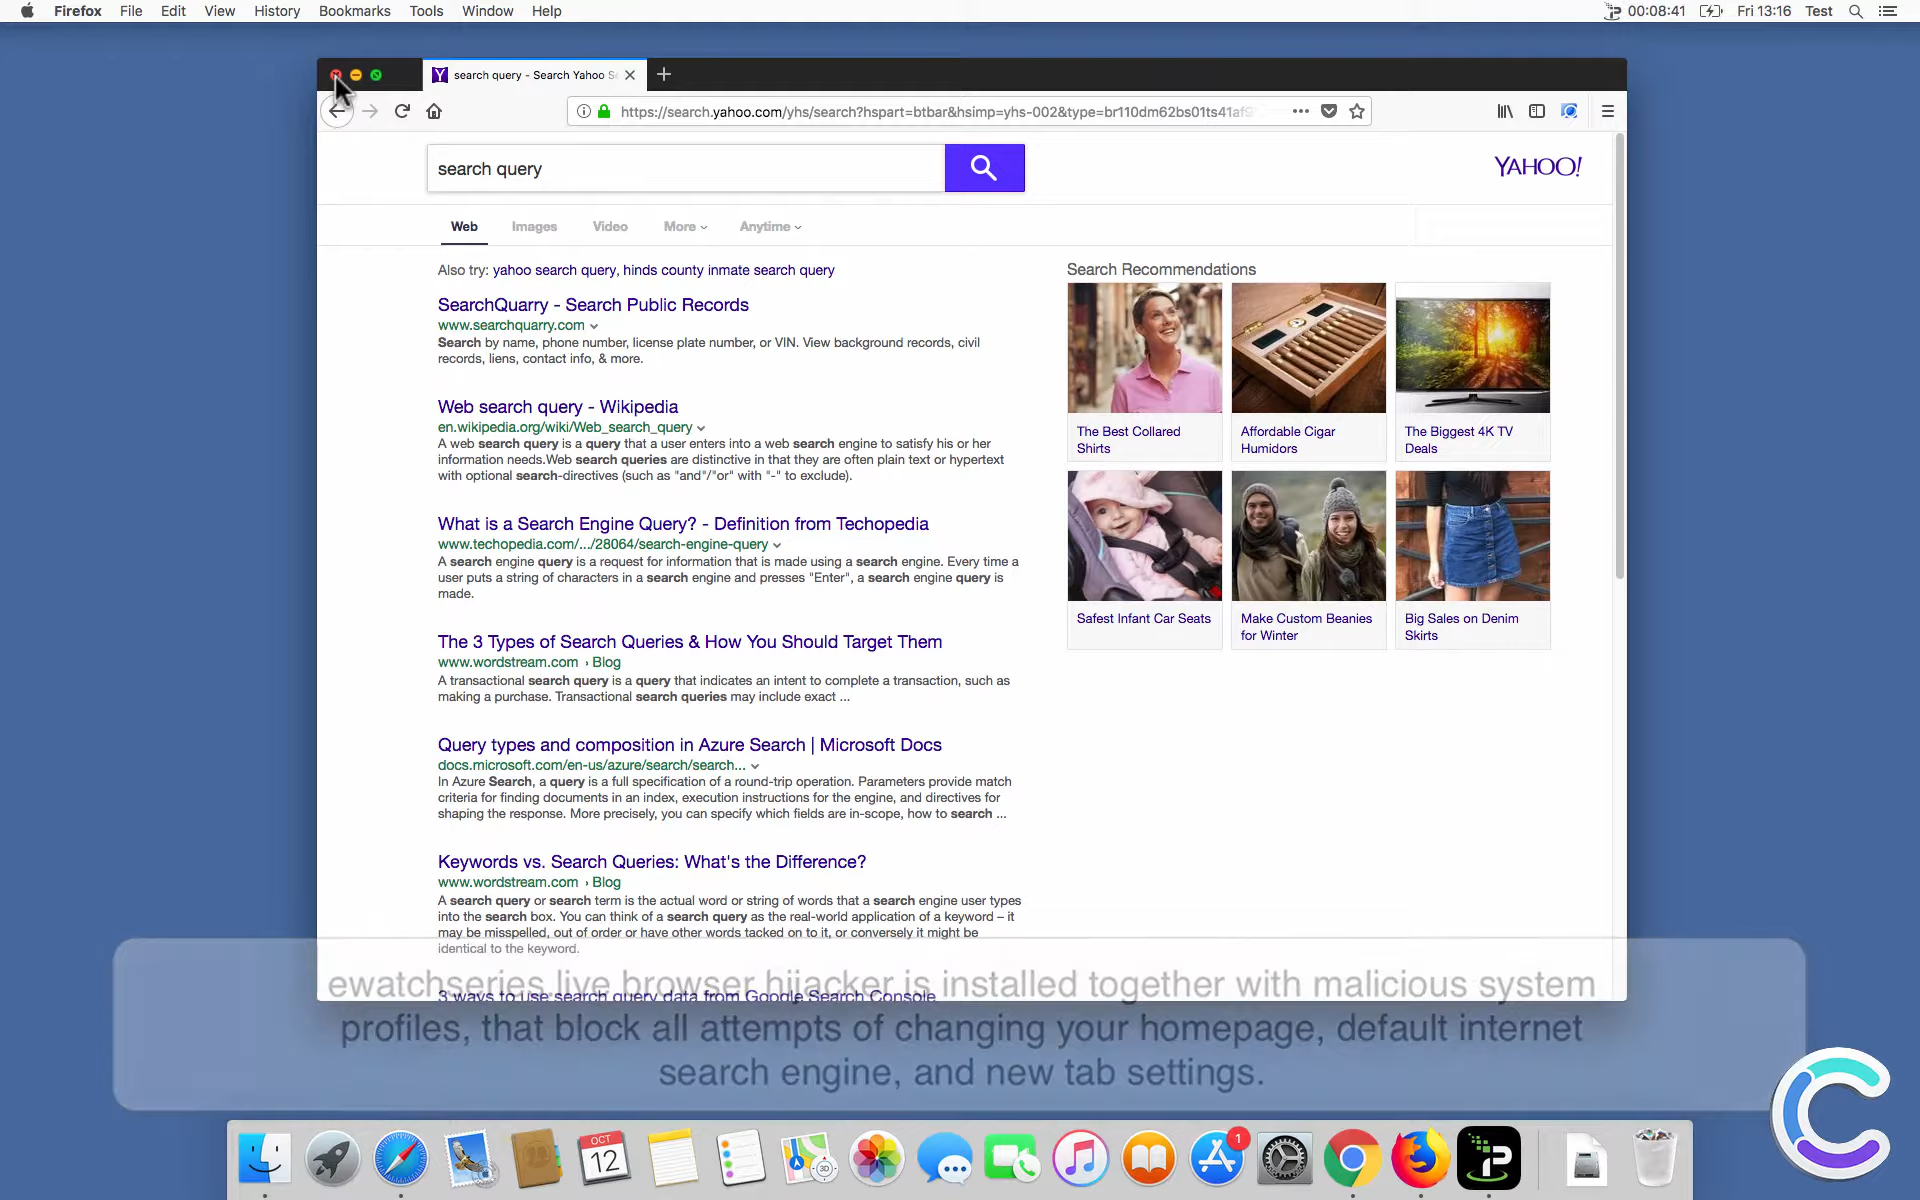 Firefox File Edit View History Bookmarks Tools Window Help
00:08:41 Fri 13:16 Test
Y search query - Search Yahoo S
https://search.yahoo.com/yhs/search?hspart=btbar&hsimp=yhs-002&type=br110dm62bs01ts41af9
search query
YAHOO!
Web Images Video More Anytime
Also try: yahoo search query, hinds county inmate search query
SearchQuarry - Search Public Records
www.searchquarry.com
Search by name, phone number, license plate number, or VIN. View background records, civil
records, liens, contact info, & more.
Web search query - Wikipedia
en.wikipedia.org/wiki/Web_search_query
A web search query is a query that a user enters into a web search engine to satisfy his or her
information needs.Web search queries are distinctive in that they are often plain text or hypertext
with optional search-directives (such as "and"/"or" with "-" to exclude).
What is a Search Engine Query? - Definition from Techopedia
www.techopedia.com/.../28064/search-engine-query
A search engine query is a request for information that is made using a search engine. Every time a
user puts a string of characters in a search engine and presses "Enter", a search engine query is
made.
The 3 Types of Search Queries & How You Should Target Them
www.wordstream.com › Blog
A transactional search query is a query that indicates an intent to complete a transaction, such as
making a purchase. Transactional search queries may include exact ...
Query types and composition in Azure Search | Microsoft Docs
docs.microsoft.com/en-us/azure/search/search...
In Azure Search, a query is a full specification of a round-trip operation. Parameters provide match
criteria for finding documents in an index, execution instructions for the engine, and directives for
shaping the response. More precisely, you can specify which fields are in-scope, how to search ...
Keywords vs. Search Queries: What's the Difference?
www.wordstream.com › Blog
A search query or search term is the actual word or string of words that a search engine user types
into the search box. You can think of a search query as the real-world application of a keyword – it
may be misspelled, out of order or have other words tacked on to it, or conversely it might be
identical to the keyword.
3 ways to use search query data from Google Search Console
Search Recommendations
The Best Collared
Shirts
Affordable Cigar
Humidors
The Biggest 4K TV
Deals
Safest Infant Car Seats
Make Custom Beanies
for Winter
Big Sales on Denim
Skirts
ewatchseries.live browser hijacker is installed together with malicious system
profiles, that block all attempts of changing your homepage, default internet
search engine, and new tab settings.
OCT
12
3D
1